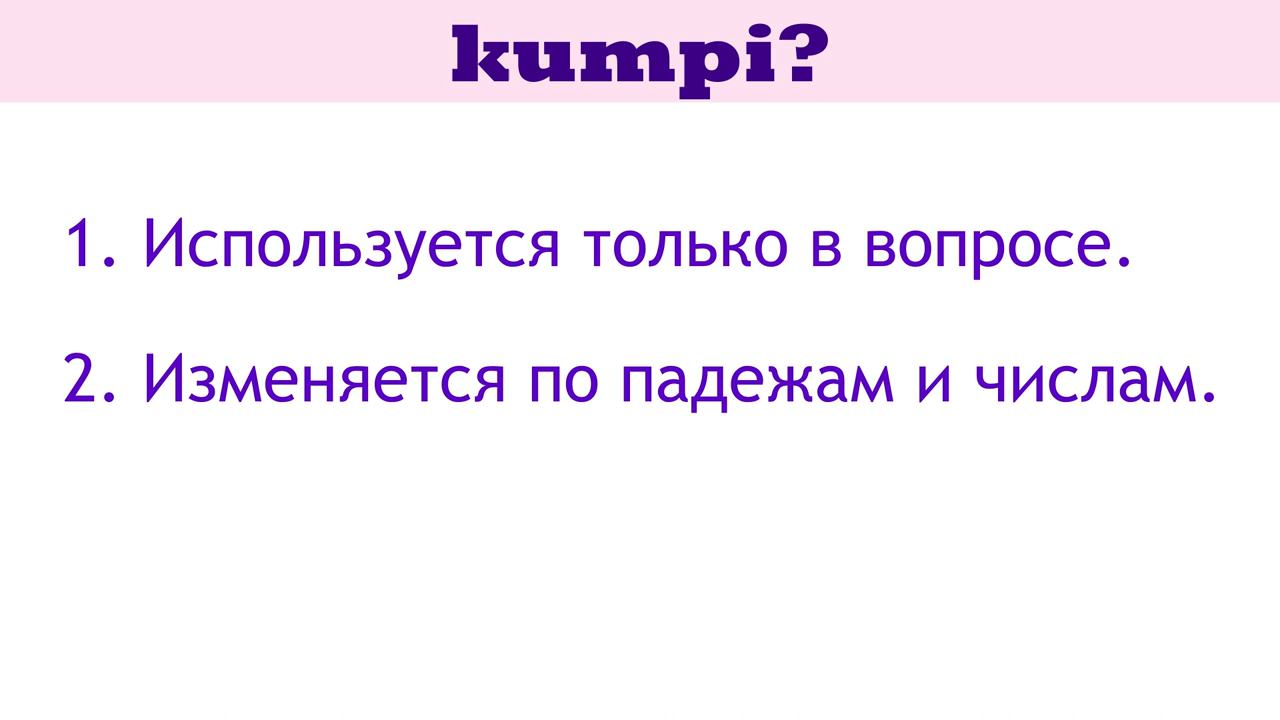 kumpi?
1. Используется только в вопросе.
2. Изменяется по падежам и числам.